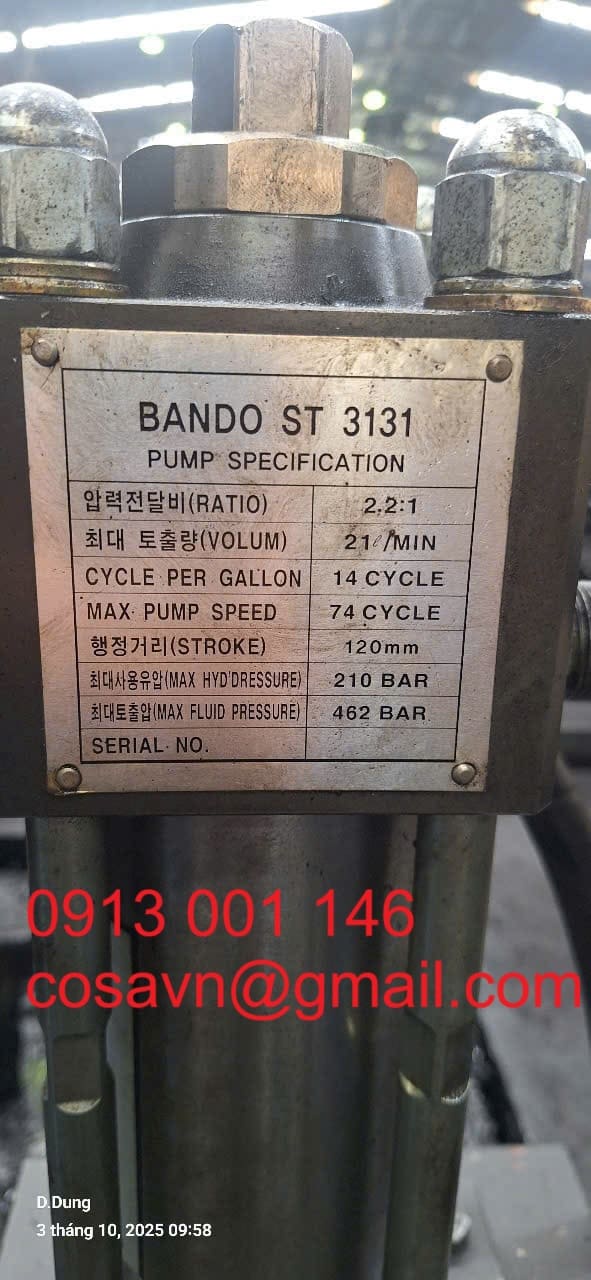 BANDO ST 3131
PUMP SPECIFICATION
압력전달비(RATIO) 2.2:1
최대 토출량(VOLUM) 21ℓ/MIN
CYCLE PER GALLON 14 CYCLE
MAX PUMP SPEED 74 CYCLE
행정거리(STROKE) 120mm
최대사용유압(MAX HYD'DRESSURE) 210 BAR
최대토출압(MAX FLUID PRESSURE) 462 BAR
SERIAL NO.
0913 001 146
cosavn@gmail.com
D.Dung
3 tháng 10, 2025 09:58